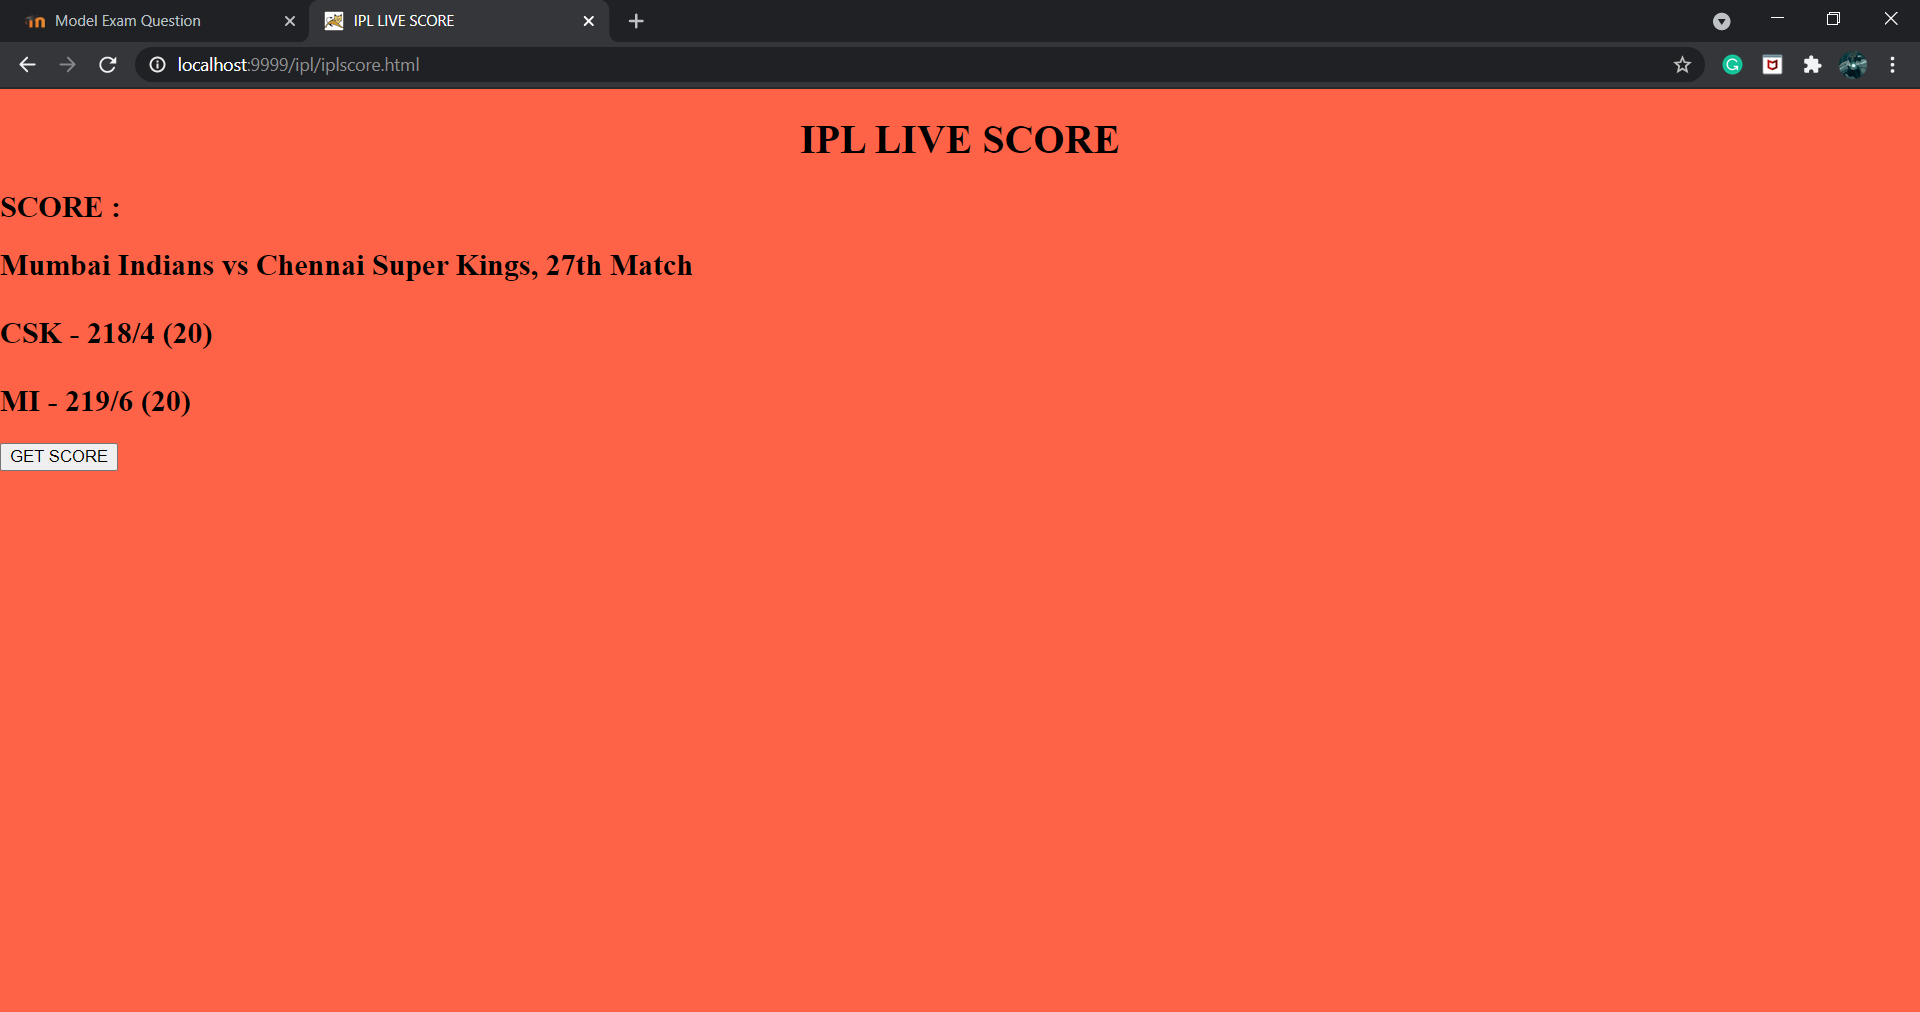 Model Exam Question
IPL LIVE SCORE
localhost:9999/ipl/iplscore.html
IPL LIVE SCORE
SCORE :
Mumbai Indians vs Chennai Super Kings, 27th Match
CSK - 218/4 (20)
MI - 219/6 (20)
GET SCORE